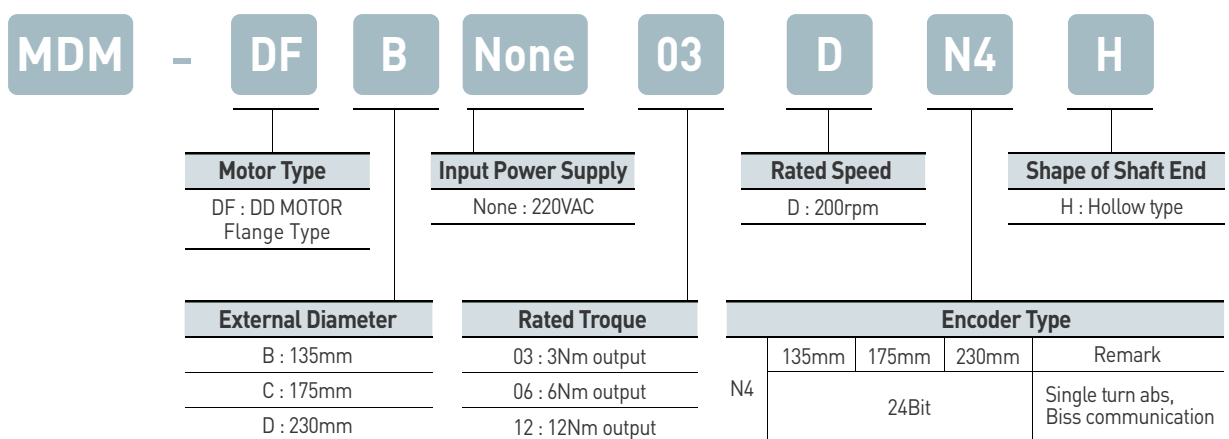 MDM - DF B None 03 D N4 H
Motor Type Input Power Supply Rated Speed Shape of Shaft End
DF : DD MOTOR None : 220VAC D : 200rpm H : Hollow type
Flange Type
External Diameter Rated Troque Encoder Type
B : 135mm 03 : 3Nm output 135mm 175mm 230mm Remark
C : 175mm 06 : 6Nm output N4 24Bit Single turn abs,
D : 230mm 12 : 12Nm output Biss communication